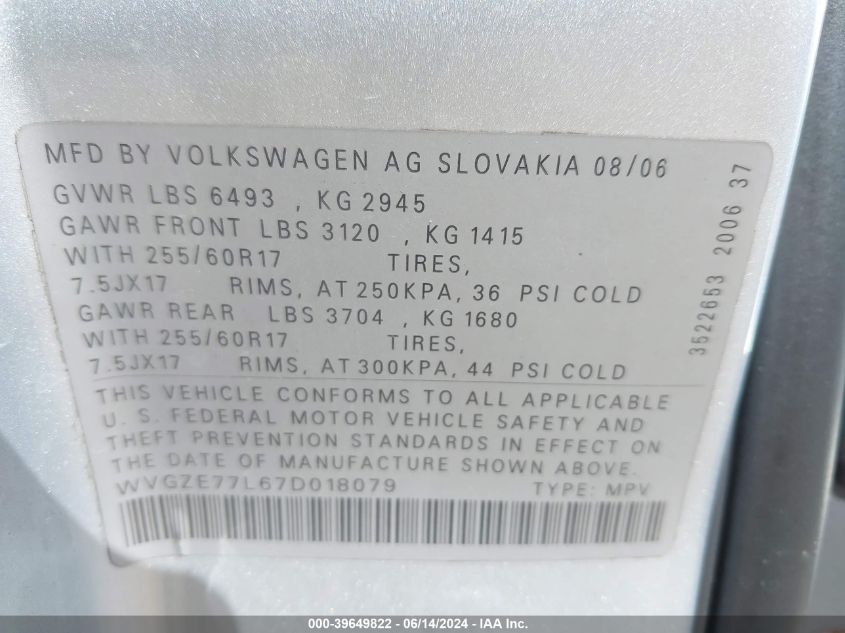 MFD BY VOLKSWAGEN AG SLOVAKIA 08/06
GVWR LBS 6493 , KG 2945
GAWR FRONT LBS 3120 , KG 1415
WITH 255/60R17 TIRES,
7.5JX17 RIMS, AT 250KPA, 36 PSI COLD
GAWR REAR LBS 3704 , KG 1680
WITH 255/60R17 TIRES,
7.5JX17 RIMS, AT 300KPA, 44 PSI COLD
THIS VEHICLE CONFORMS TO ALL APPLICABLE
U. S. FEDERAL MOTOR VEHICLE SAFETY AND
THEFT PREVENTION STANDARDS IN EFFECT ON
THE DATE OF MANUFACTURE SHOWN ABOVE.
WVGZE77L67D018079 TYPE: MPV
3522653 2006 37
000-39649822 - 06/14/2024 - IAA Inc.